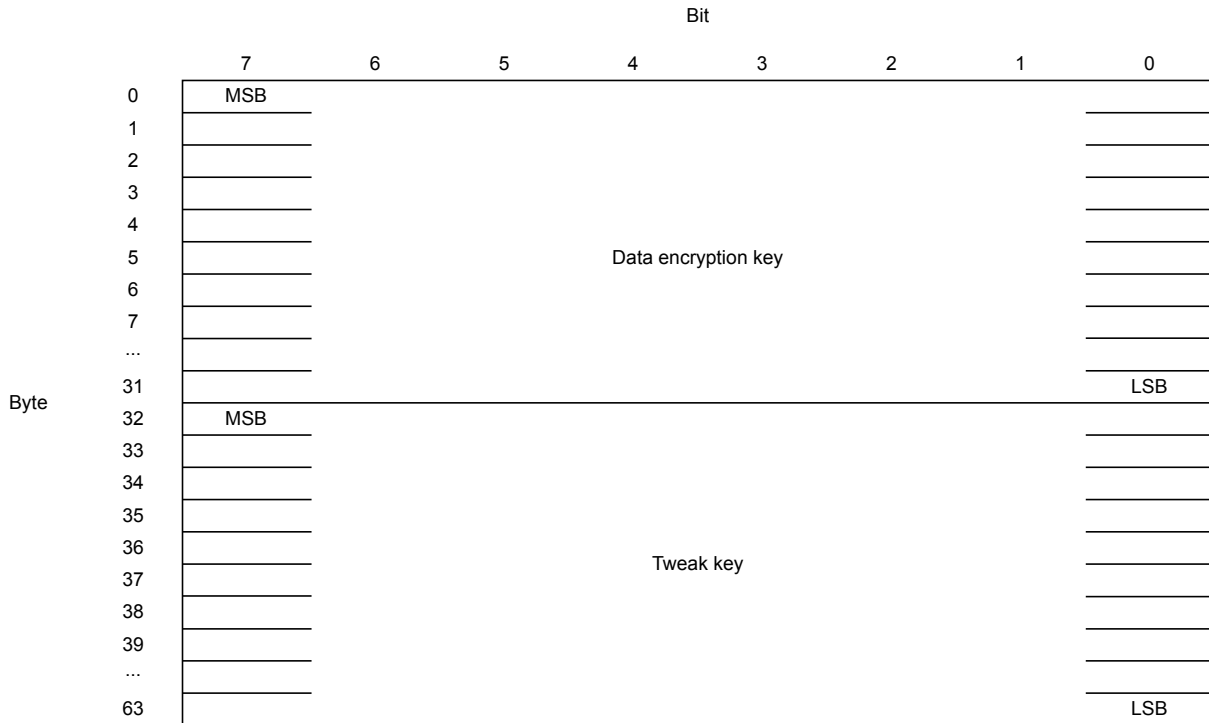 Bit
7 6 5 4 3 2 1 0
0 MSB
1
2
3
4
5 Data encryption key
6
7
...
31 LSB
Byte
32 MSB
33
34
35
36
37 Tweak key
38
39
...
63 LSB